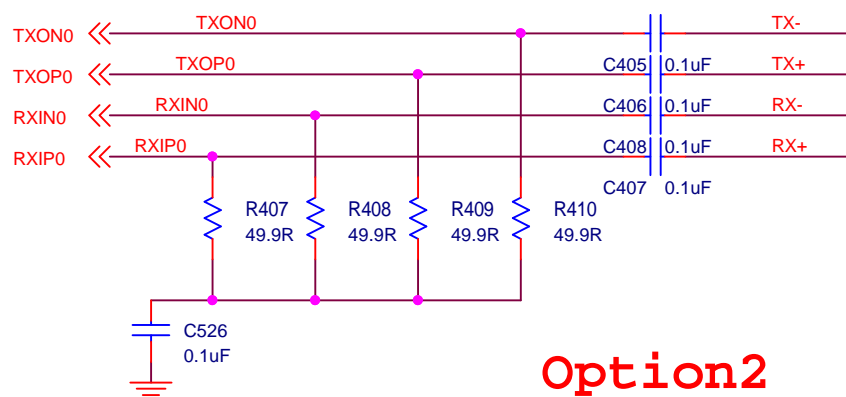 TXON0 TXON0 TX-
TXOP0 TXOP0 C405 0.1uF TX+
RXIN0 RXIN0 C406 0.1uF RX-
RXIP0 RXIP0 C408 0.1uF RX+
C407 0.1uF
R407 R408 R409 R410
49.9R 49.9R 49.9R 49.9R
C526
0.1uF
Option2